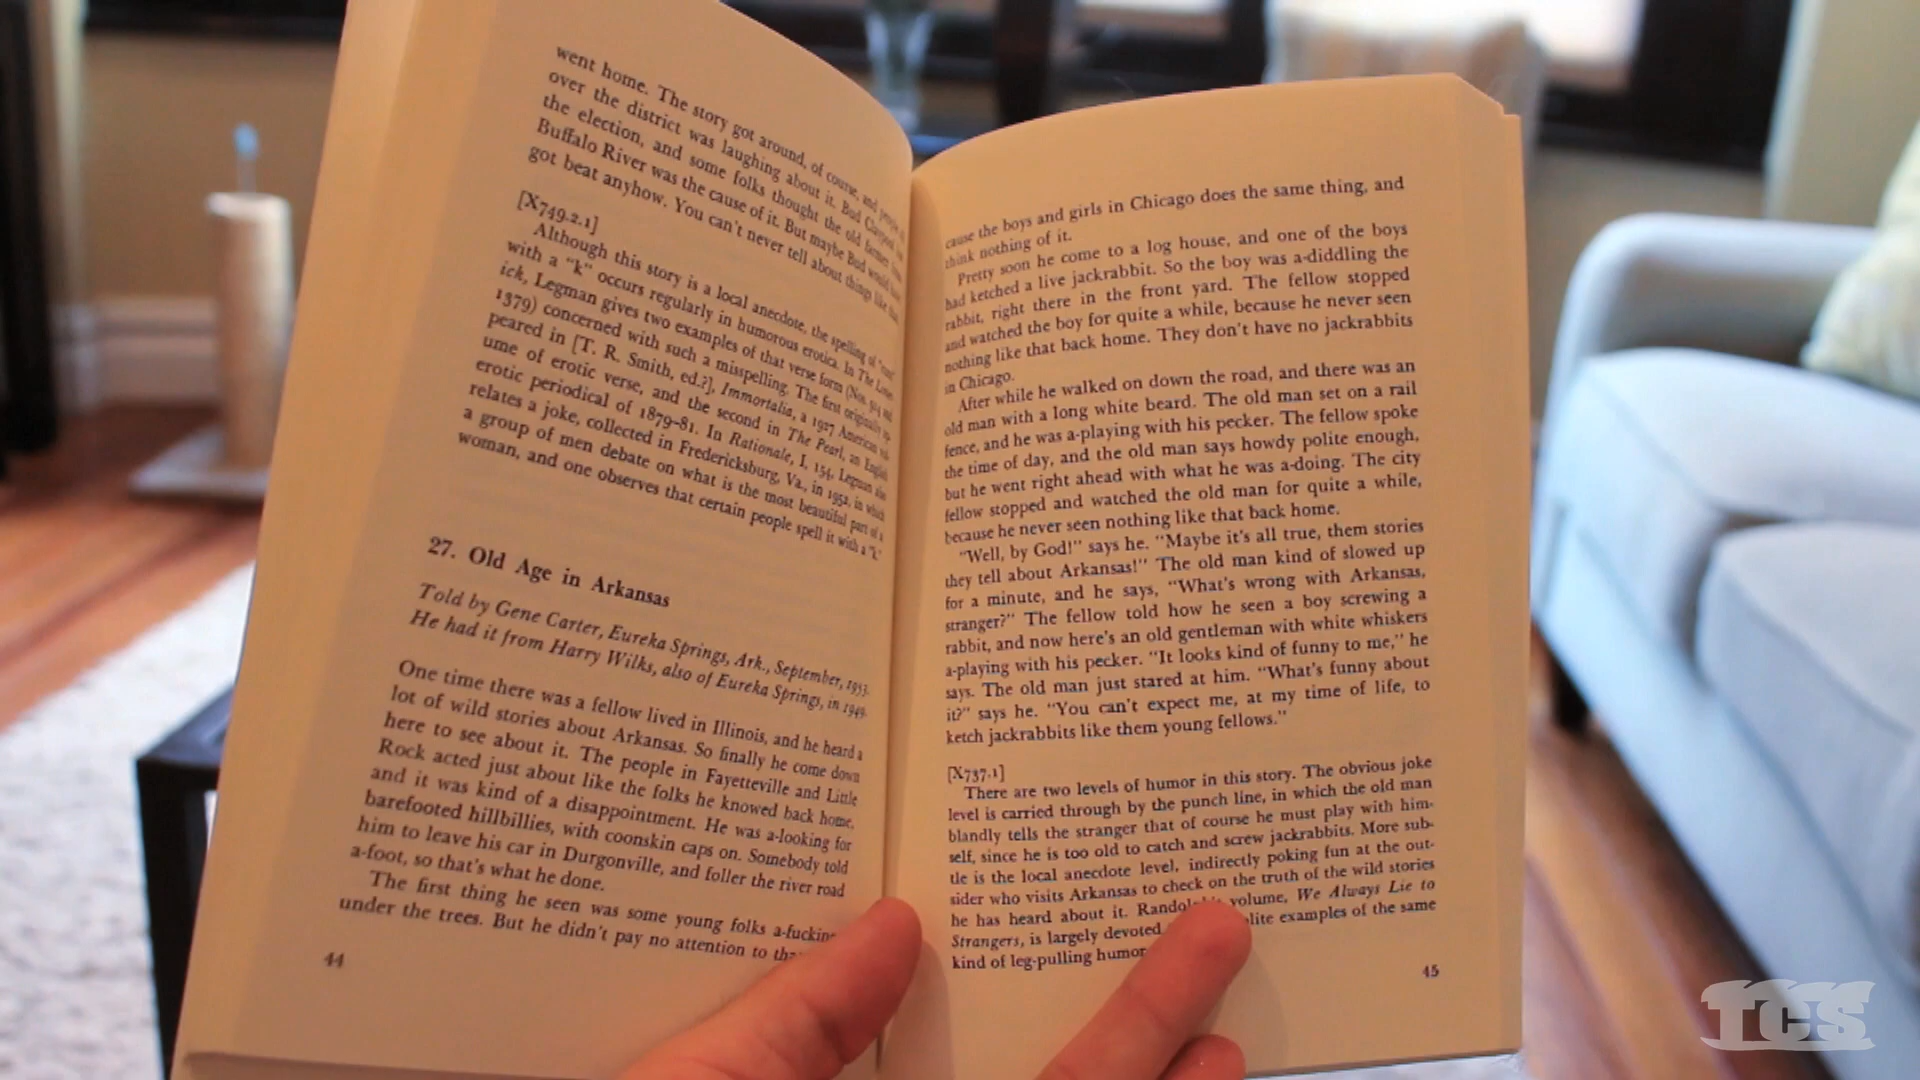 went home. The story got around, of course, and people all
over the district was laughing about it. Bud Claypool
the election, and some folks thought the old farmer from
Buffalo River was the cause of it. But maybe Bud would have
got beat anyhow. You can't never tell about things like that.
[X749.2.1]
Although this story is a local anecdote, the spelling of
with a "k" occurs regularly in humorous erotica. In The Limer-
ick, Legman gives two examples of that verse form (Nos. and
1379) concerned with such a misspelling. The first originally ap-
peared in [T. R. Smith, ed.?], Immortalia, a 1927 American vol-
ume of erotic verse, and the second in The Pearl, an English
erotic periodical of 1879-81. In Rationale, I, 154, Legman also
relates a joke, collected in Fredericksburg, Va., in 1952, in which
a group of men debate on what is the most beautiful part of a
woman, and one observes that certain people spell it with a "k."
27. Old Age in Arkansas
Told by Gene Carter, Eureka Springs, Ark., September, 1953.
He had it from Harry Wilks, also of Eureka Springs, in 1949.
One time there was a fellow lived in Illinois, and he heard a
lot of wild stories about Arkansas. So finally he come down
here to see about it. The people in Fayetteville and Little
Rock acted just about like the folks he knowed back home,
and it was kind of a disappointment. He was a-looking for
barefooted hillbillies, with coonskin caps on. Somebody told
him to leave his car in Durgonville, and foller the river road
a-foot, so that's what he done.
The first thing he seen was some young folks a-fucking
under the trees. But he didn't pay no attention to
44
cause the boys and girls in Chicago does the same thing, and
think nothing of it.
Pretty soon he come to a log house, and one of the boys
had ketched a live jackrabbit. So the boy was a-diddling the
rabbit, right there in the front yard. The fellow stopped
and watched the boy for quite a while, because he never seen
nothing like that back home. They don't have no jackrabbits
in Chicago.
After while he walked on down the road, and there was an
old man with a long white beard. The old man set on a rail
fence, and he was a-playing with his pecker. The fellow spoke
the time of day, and the old man says howdy polite enough,
but he went right ahead with what he was a-doing. The city
fellow stopped and watched the old man for quite a while,
because he never seen nothing like that back home.
"Well, by God!" says he. "Maybe it's all true, them stories
they tell about Arkansas!" The old man kind of slowed up
for a minute, and he says, "What's wrong with Arkansas,
stranger?" The fellow told how he seen a boy screwing a
rabbit, and now here's an old gentleman with white whiskers
a-playing with his pecker. "It looks kind of funny to me," he
says. The old man just stared at him. "What's funny about
it?" says he. "You can't expect me, at my time of life, to
ketch jackrabbits like them young fellows."
[X737.1]
There are two levels of humor in this story. The obvious joke
level is carried through by the punch line, in which the old man
blandly tells the stranger that of course he must play with him-
self, since he is too old to catch and screw jackrabbits. More sub-
tle is the local anecdote level, indirectly poking fun at the out-
sider who visits Arkansas to check on the truth of the wild stories
he has heard about it. Randolph's volume, We Always Lie to
Strangers, is largely devoted examples of the same
kind of leg-pulling humor
45
TCS